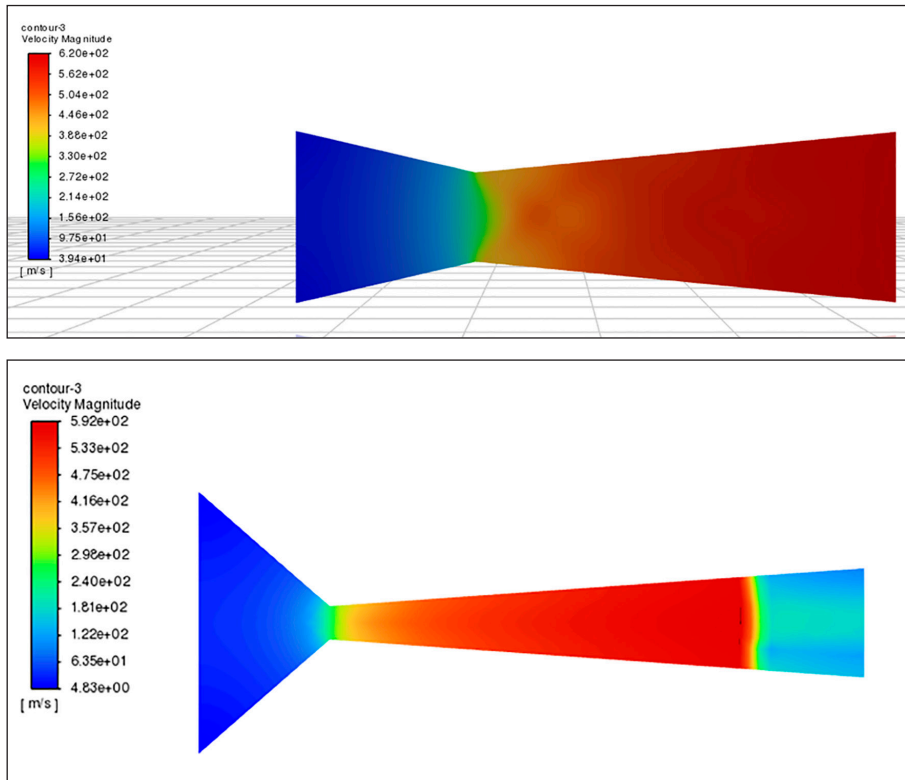 contour-3
Velocity Magnitude
6.20e+02
5.62e+02
5.04e+02
4.46e+02
3.88e+02
3.30e+02
2.72e+02
2.14e+02
1.56e+02
9.75e+01
3.94e+01
[ m/s ]
contour-3
Velocity Magnitude
5.92e+02
5.33e+02
4.75e+02
4.16e+02
3.57e+02
2.98e+02
2.40e+02
1.81e+02
1.22e+02
6.35e+01
4.83e+00
[ m/s ]